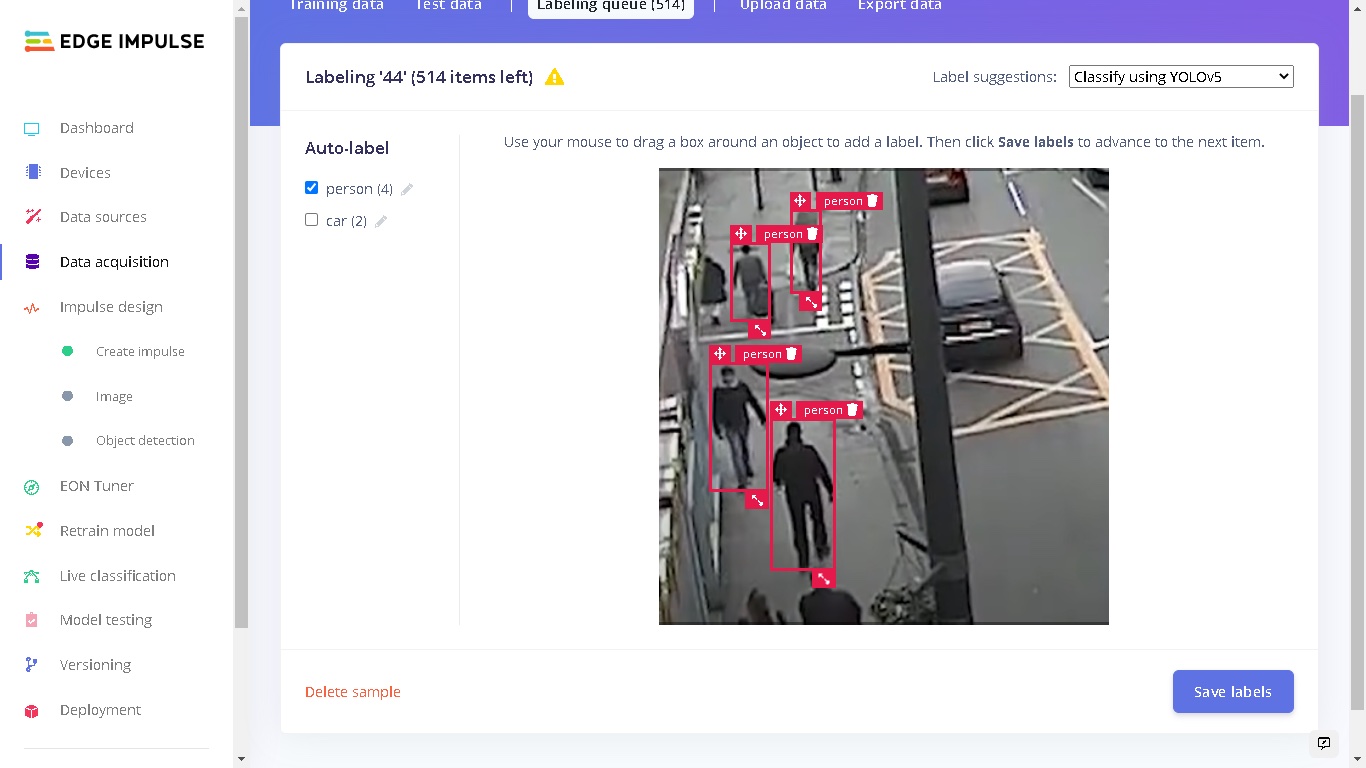 Training data
Test data
Labeling queue (514)
Upload data
Export data
EDGE IMPULSE
Dashboard
Devices
Data sources
Data acquisition
Impulse design
Create impulse
Image
Object detection
EON Tuner
Retrain model
Live classification
Model testing
Versioning
Deployment
Labeling '44' (514 items left)
Label suggestions:
Classify using YOLOv5
Auto-label
person (4)
car (2)
Use your mouse to drag a box around an object to add a label. Then click Save labels to advance to the next item.
person
person
person
person
Delete sample
Save labels